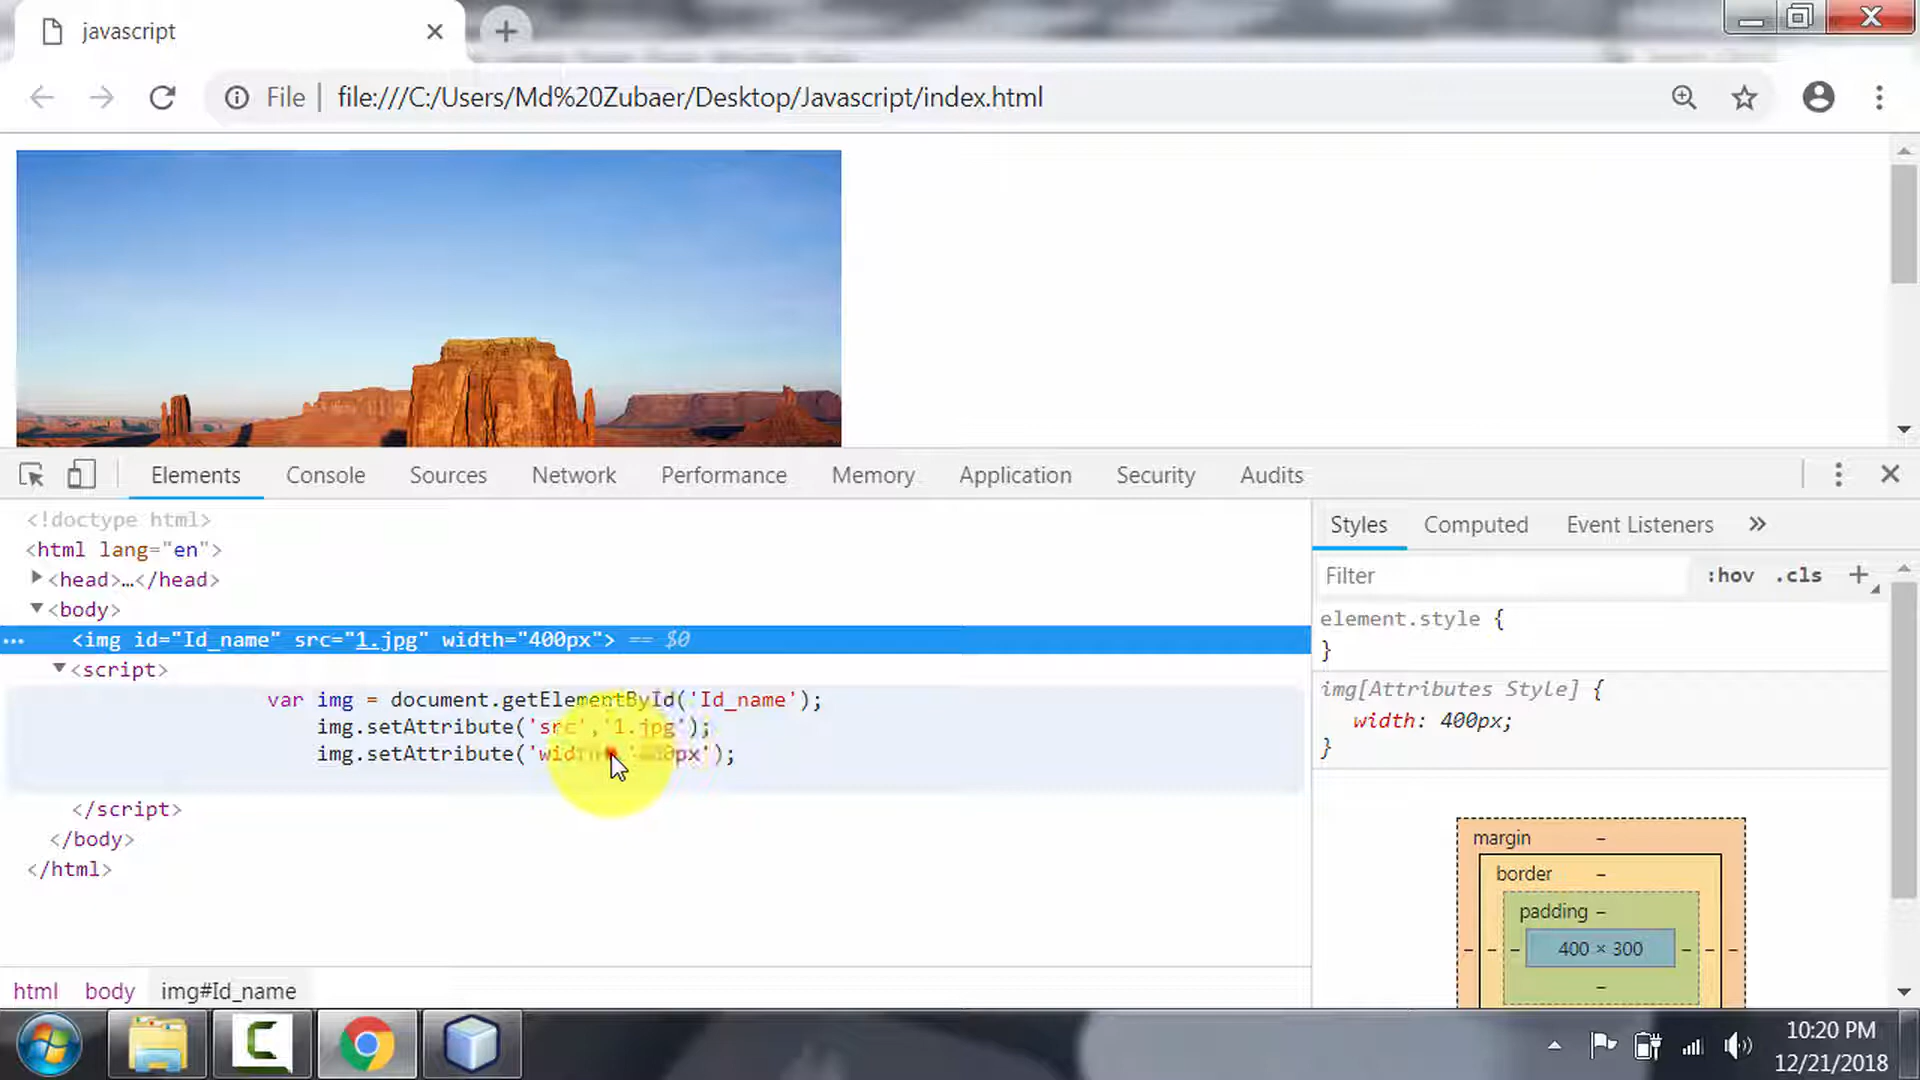 javascript
File | file:///C:/Users/Md%20Zubaer/Desktop/Javascript/index.html
Elements Console Sources Network Performance Memory Application Security Audits
<!doctype html>
<html lang="en">
<head>…</head>
<body>
<img id="Id_name" src="1.jpg" width="400px"> == $0
<script>
var img = document.getElementById('Id_name');
img.setAttribute('src','1.jpg');
img.setAttribute('width','400px');
</script>
</body>
</html>
html body img#Id_name
Styles Computed Event Listeners »
Filter :hov .cls +
element.style {
}
img[Attributes Style] {
width: 400px;
}
margin –
border –
padding –
– – – 400 × 300 – – –
–
10:20 PM
12/21/2018